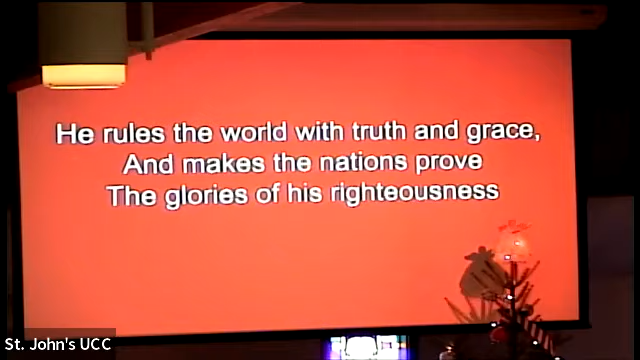 He rules the world with truth and grace,
And makes the nations prove
The glories of his righteousness
St. John's UCC